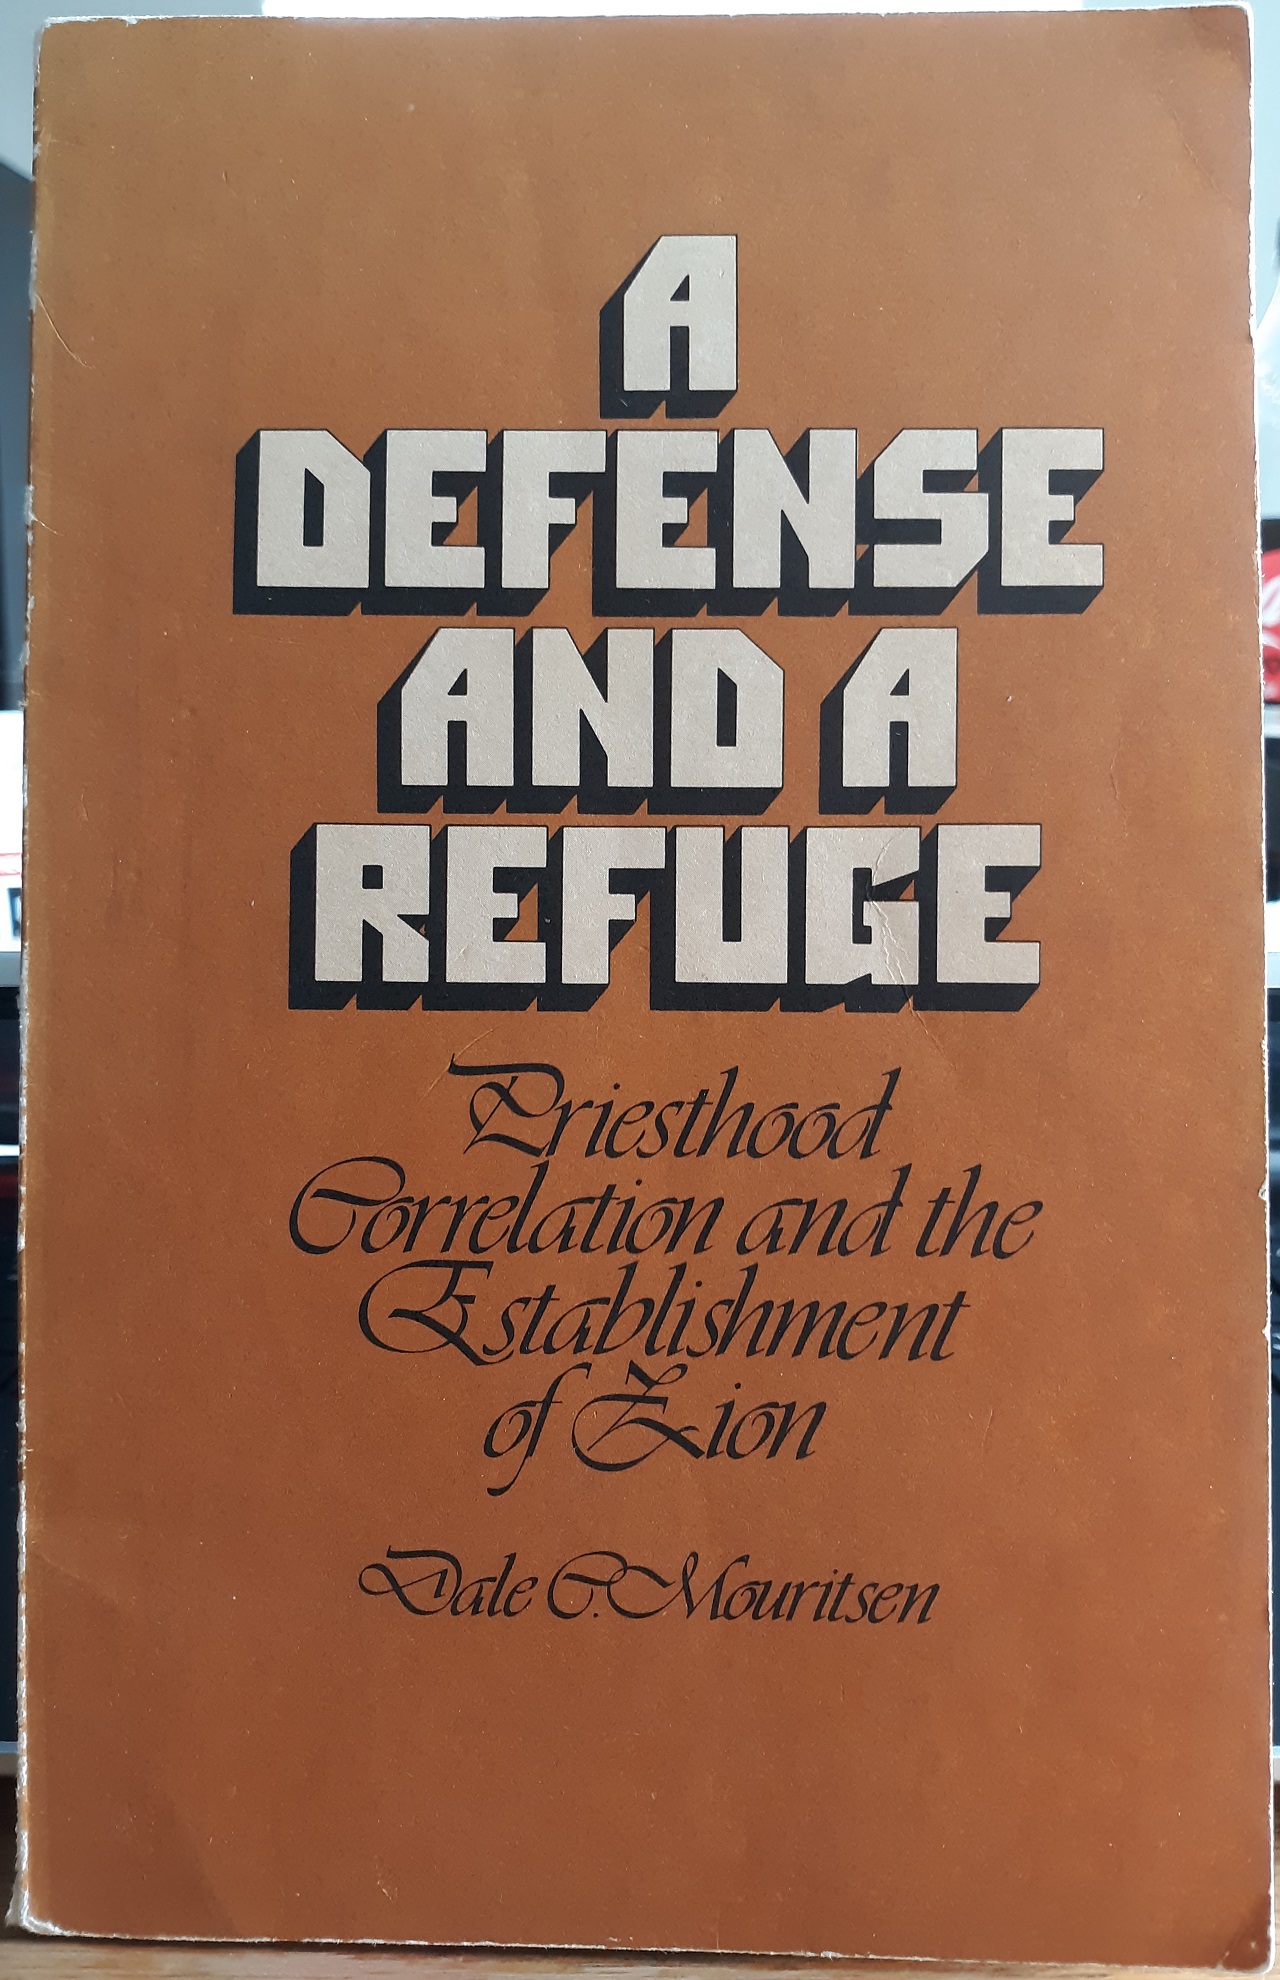 A
DEFENSE
AND A
REFUGE
Priesthood
Correlation and the
Establishment
of Zion
Dale C. Mouritsen